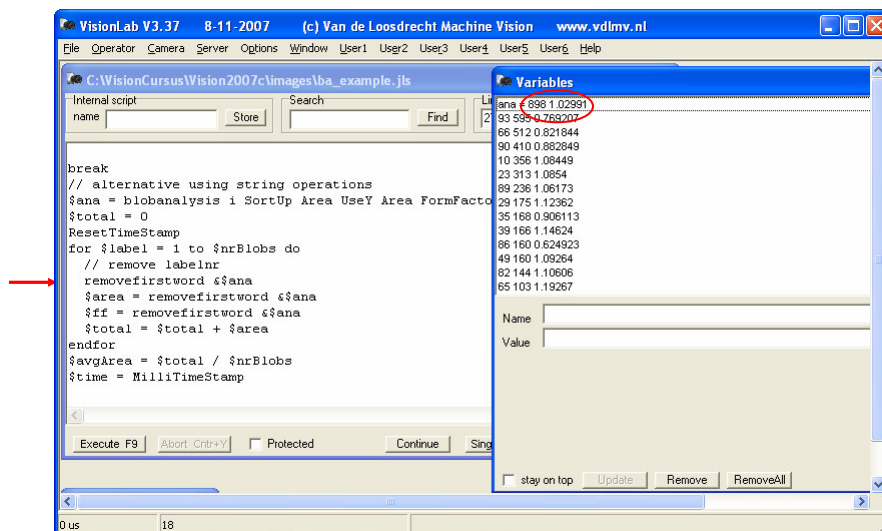 VisionLab V3.37 8-11-2007 (c) Van de Loosdrecht Machine Vision www.vdlmv.nl
File Operator Camera Server Options Window User1 User2 User3 User4 User5 User6 Help
C:\VisionCursus\Vision2007c\images\ba_example.jls
Internal script
name
Store
Search
Find
break
// alternative using string operations
$ana = blobanalysis i SortUp Area UseY Area FormFacto
$total = 0
ResetTimeStamp
for $label = 1 to $nrBlobs do
// remove labelnr
removefirstword &$ana
$area = removefirstword &$ana
$ff = removefirstword &$ana
$total = $total + $area
endfor
$avgArea = $total / $nrBlobs
$time = MilliTimeStamp
Execute F9 Abort Cntr+Y Protected Continue Sing
Variables
ana = 898 1.02991
93 595 0.769207
66 512 0.821844
90 410 0.882849
10 356 1.08449
23 313 1.0854
89 236 1.06173
29 175 1.12362
35 168 0.906113
39 166 1.14624
86 160 0.624923
49 160 1.09264
82 144 1.10606
65 103 1.19267
Name
Value
stay on top Update Remove RemoveAll
0 us 18